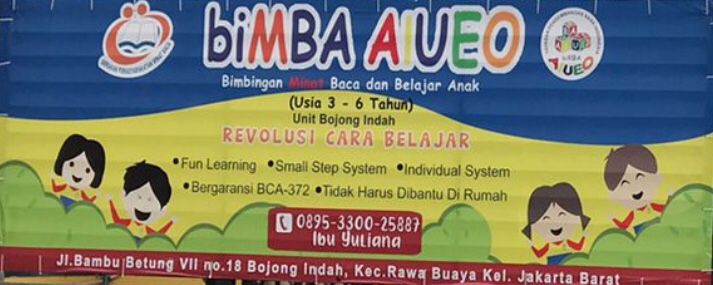 biMBA AIUEO
Bimbingan Minat Baca dan Belajar Anak
(Usia 3 - 6 Tahun)
Unit Bojong Indah
REVOLUSI CARA BELAJAR
•Fun Learning •Small Step System •Individual System
•Bergaransi BCA-372 •Tidak Harus Dibantu Di Rumah
0895-3300-25887
Ibu Yuliana
Jl.Bambu Betung VII no.18 Bojong Indah, Kec.Rawa Buaya Kel. Jakarta Barat